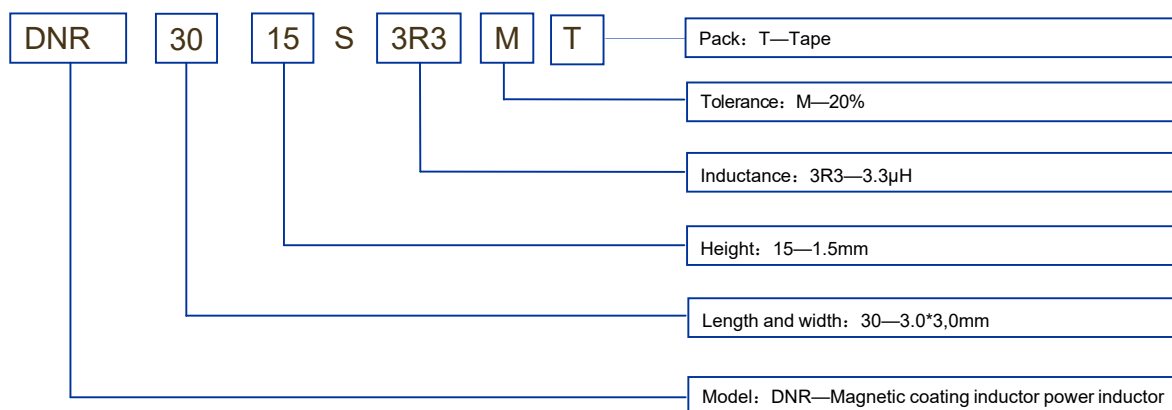 DNR 30 15 S 3R3 M T
Pack：T—Tape
Tolerance：M—20%
Inductance：3R3—3.3μH
Height：15—1.5mm
Length and width：30—3.0*3,0mm
Model：DNR—Magnetic coating inductor power inductor